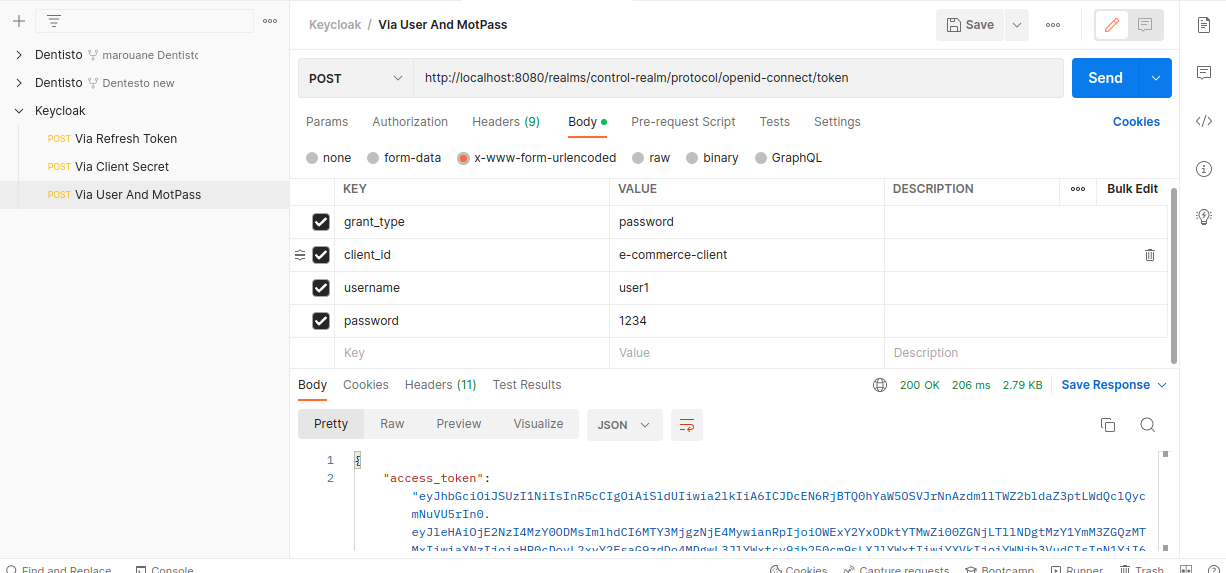 Keycloak / Via User And MotPass
Save
Dentisto marouane Dentisto
Dentisto Dentesto new
Keycloak
POST Via Refresh Token
POST Via Client Secret
POST Via User And MotPass
POST http://localhost:8080/realms/control-realm/protocol/openid-connect/token Send
Params Authorization Headers (9) Body Pre-request Script Tests Settings Cookies
none form-data x-www-form-urlencoded raw binary GraphQL
KEY VALUE DESCRIPTION Bulk Edit
grant_type password
client_id e-commerce-client
username user1
password 1234
Key Value Description
Body Cookies Headers (11) Test Results 200 OK 206 ms 2.79 KB Save Response
Pretty Raw Preview Visualize JSON
1 {
2 "access_token":
Find and Replace Console Cookies Capture requests Bootcamp Runner Trash